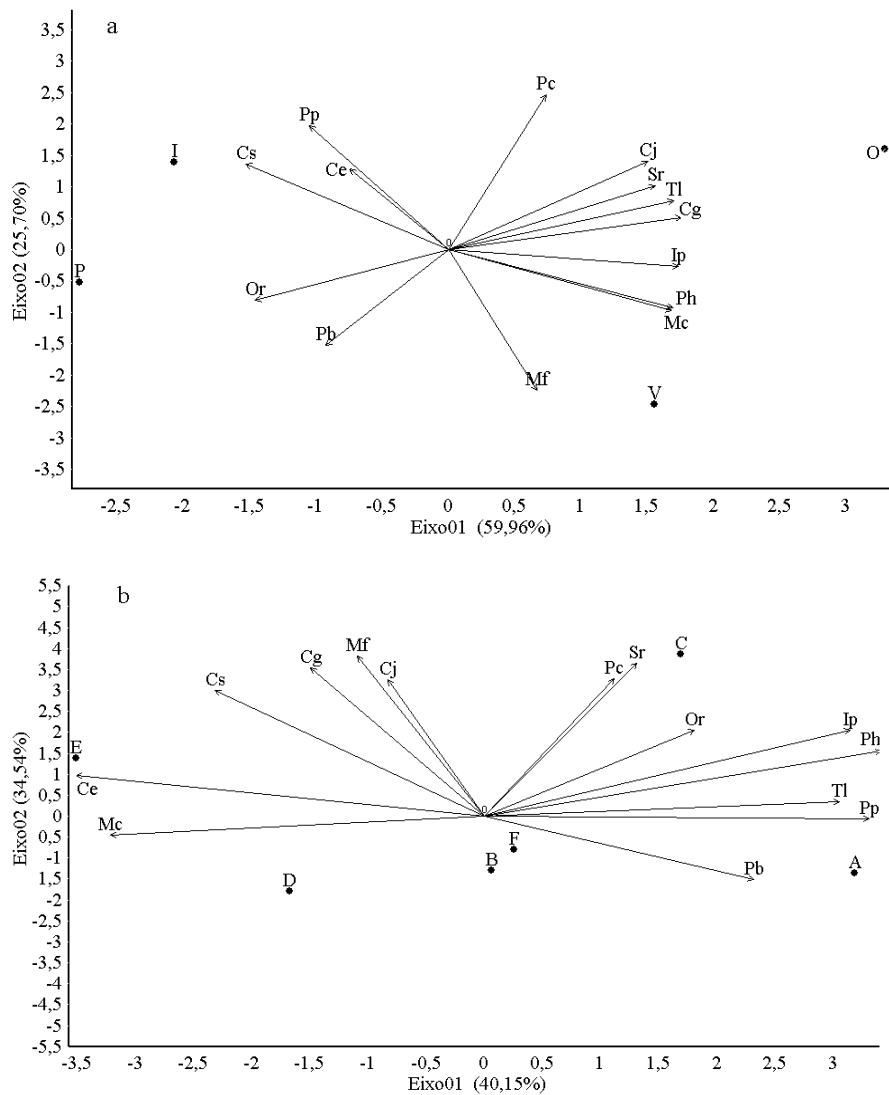 a
3,5
3
2,5
2
1,5
1
0,5
0
-0,5
-1
-1,5
-2
-2,5
-3
-3,5
Eixo02 (25,70%)
Pc
Pp
I
Cs
Ce
Cj
O
Sr
Tl
Cg
0
Ip
P
Or
Ph
Mc
Pb
Mf
V
-2,5 -2 -1,5 -1 -0,5 0 0,5 1 1,5 2 2,5 3
Eixo01 (59,96%)
b
5,5
5
4,5
4
3,5
3
2,5
2
1,5
1
0,5
0
-0,5
-1
-1,5
-2
-2,5
-3
-3,5
-4
-4,5
-5
-5,5
Eixo02 (34,54%)
Mf
C
Sr
Cg
Cj
Pc
Cs
Or
Ip
E
Ph
Ce
Tl
0
Pp
Mc
F
B
Pb
A
D
-3,5 -3 -2,5 -2 -1,5 -1 -0,5 0 0,5 1 1,5 2 2,5 3
Eixo01 (40,15%)